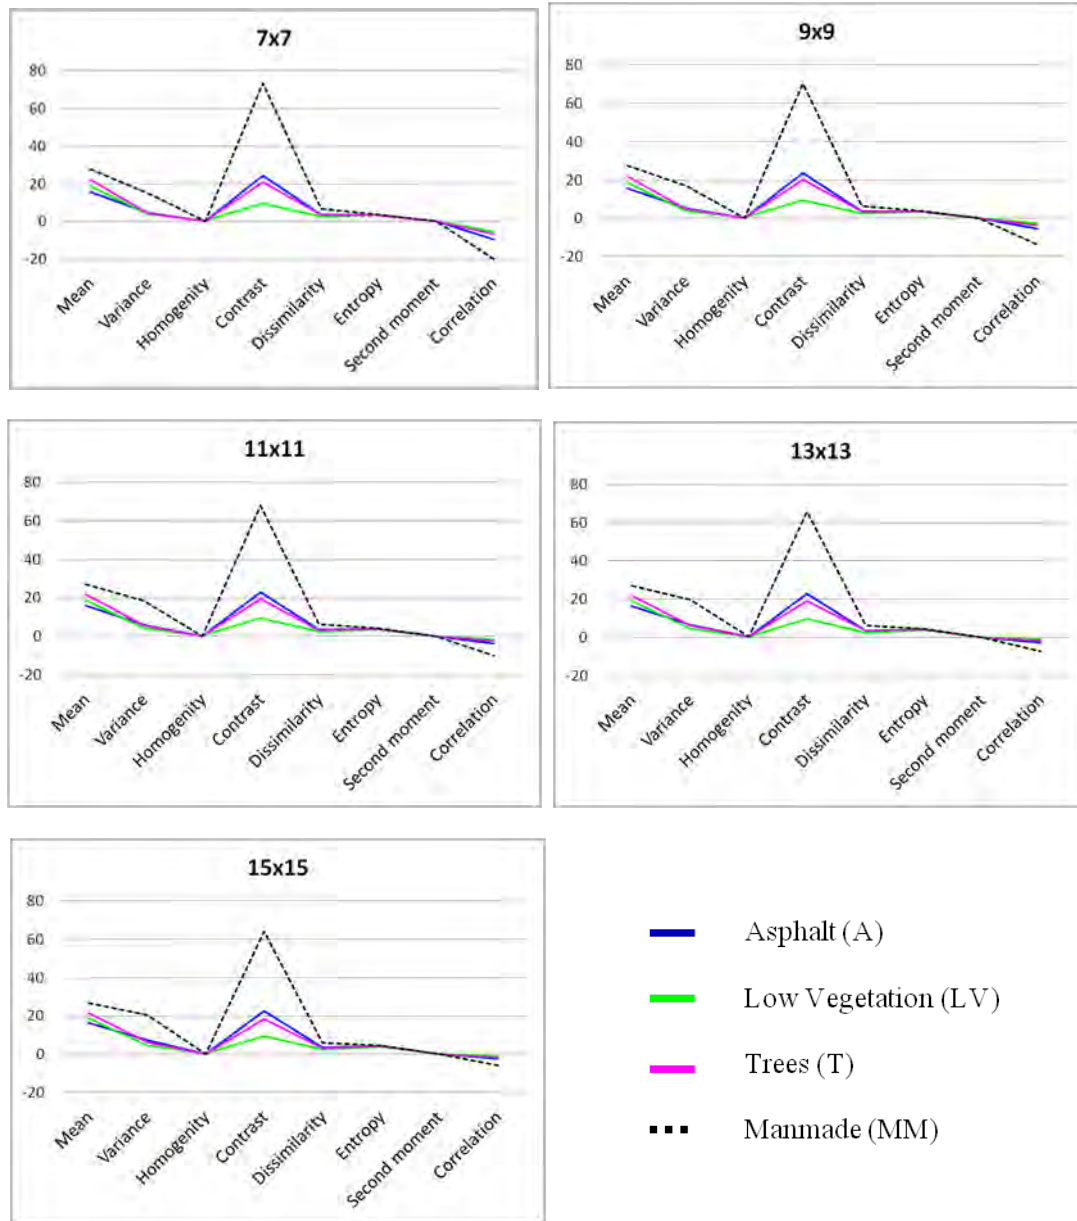 7x7
80
60
40
20
0
-20
Mean
Variance
Homogenity
Contrast
Dissimilarity
Entropy
Second moment
Correlation
9x9
80
60
40
20
0
-20
Mean
Variance
Homogenity
Contrast
Dissimilarity
Entropy
Second moment
Correlation
11x11
80
60
40
20
0
-20
Mean
Variance
Homogenity
Contrast
Dissimilarity
Entropy
Second moment
Correlation
13x13
80
60
40
20
0
-20
Mean
Variance
Homogenity
Contrast
Dissimilarity
Entropy
Second moment
Correlation
15x15
80
60
40
20
0
-20
Mean
Variance
Homogenity
Contrast
Dissimilarity
Entropy
Second moment
Correlation
Asphalt (A)
Low Vegetation (LV)
Trees (T)
Manmade (MM)